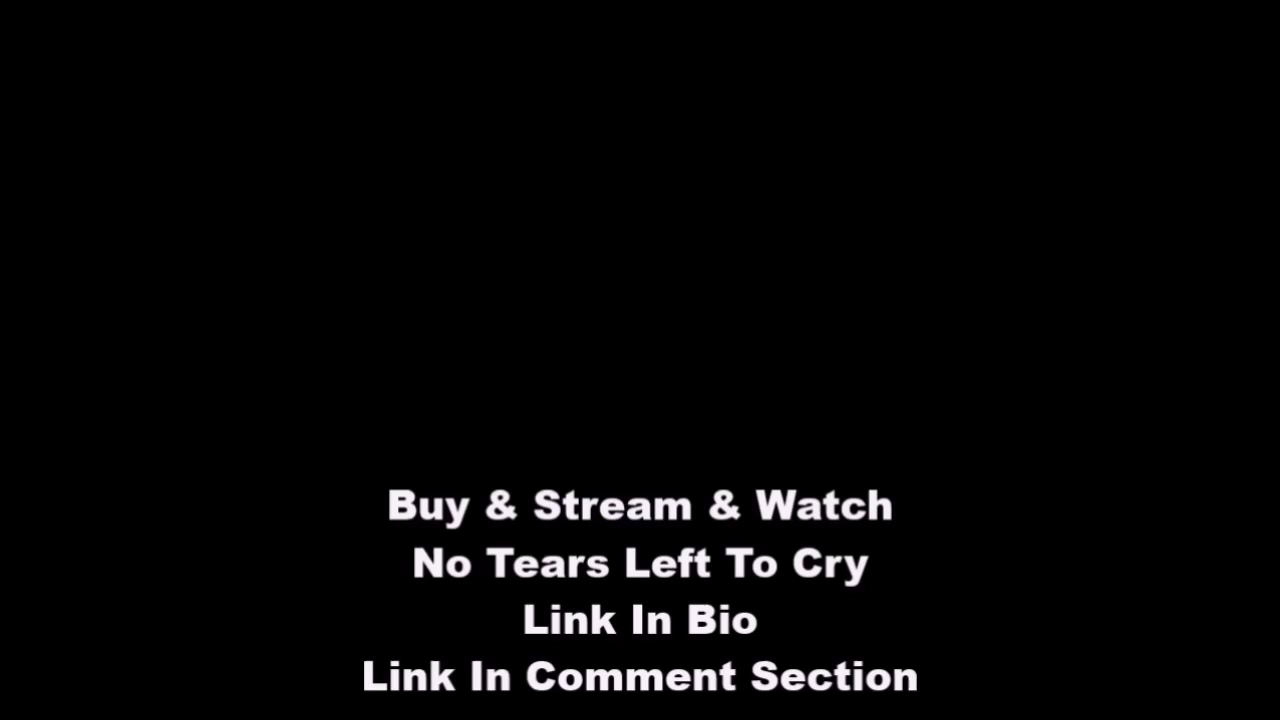 Buy & Stream & Watch
No Tears Left To Cry
Link In Bio
Link In Comment Section